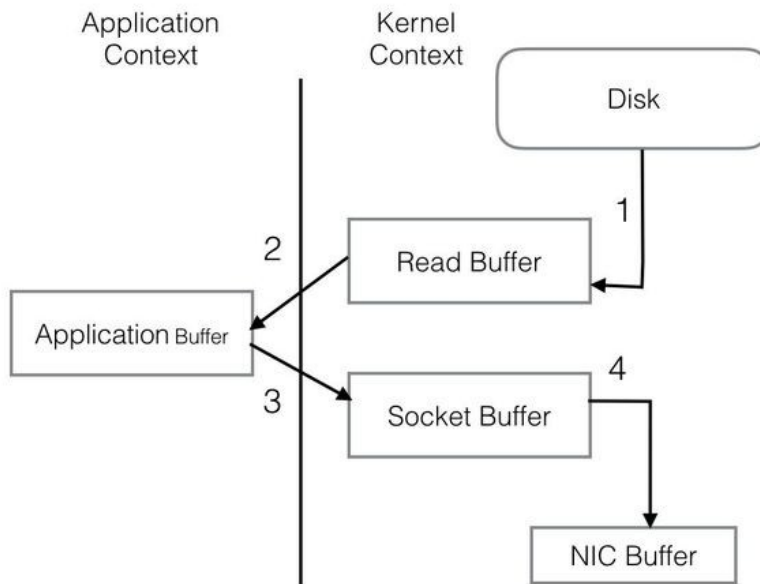 Application
Context
Kernel
Context
Disk
1
2
Read Buffer
Application Buffer
3
4
Socket Buffer
NIC Buffer